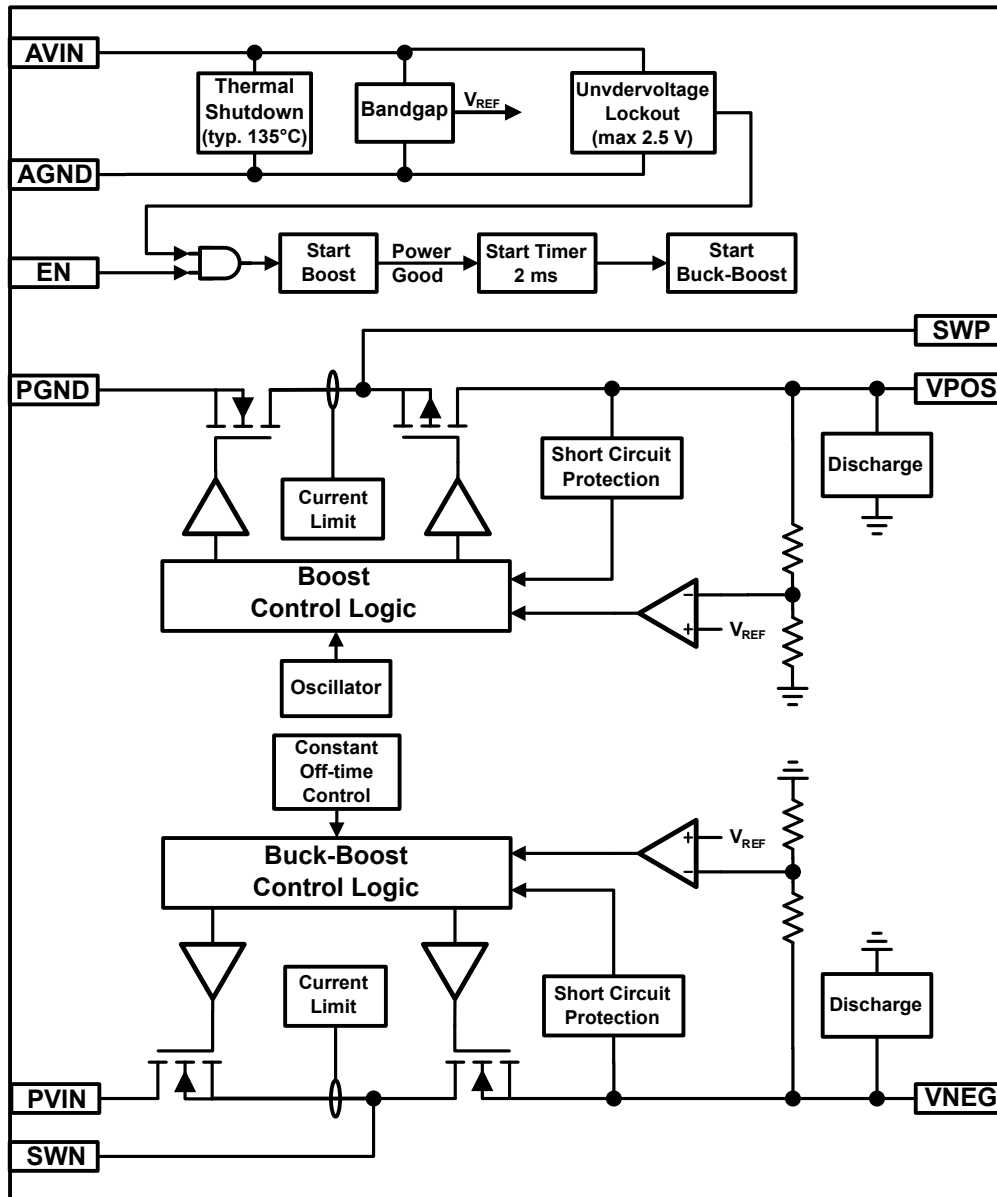 AVIN
Thermal
Shutdown
(typ. 135°C)
Bandgap
VREF
Unvdervoltage
Lockout
(max 2.5 V)
AGND
EN
Start
Boost
Power
Good
Start Timer
2 ms
Start
Buck-Boost
SWP
PGND
VPOS
Current
Limit
Short Circuit
Protection
Discharge
Boost
Control Logic
−
+
VREF
Oscillator
Constant
Off-time
Control
Buck-Boost
Control Logic
+
−
VREF
Current
Limit
Short Circuit
Protection
Discharge
PVIN
VNEG
SWN